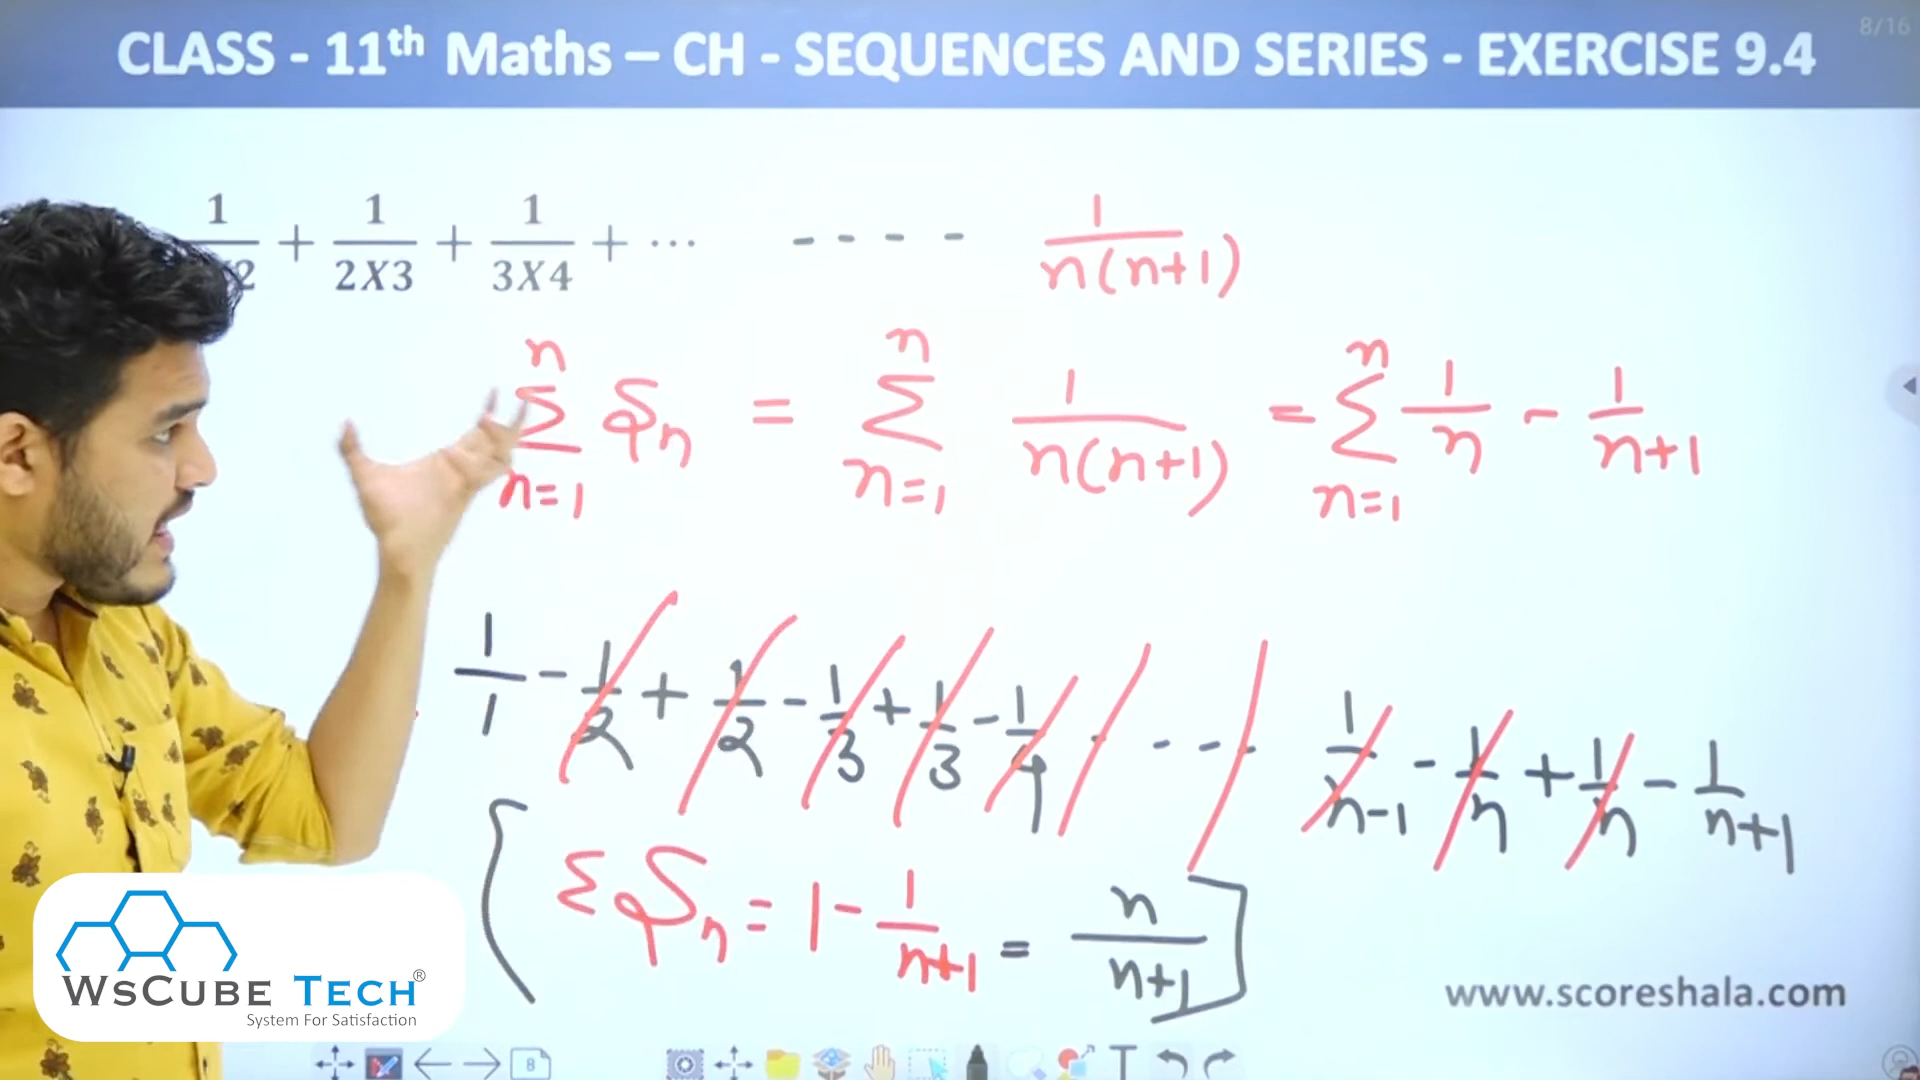 8/16
CLASS - 11th Maths – CH - SEQUENCES AND SERIES - EXERCISE 9.4
1/2 + 1/2X3 + 1/3X4 + ... - - - - 1/n(n+1)
n∑n=1 Sn = n∑n=1 1/n(n+1) = n∑n=1 1/n - 1/n+1
1/1 - 1/2 + 1/2 - 1/3 + 1/3 - 1/4 - - - - 1/n-1 - 1/n + 1/n - 1/n+1
ΣSn = 1 - 1/n+1 = n/n+1
www.scoreshala.com
WsCube Tech®
System For Satisfaction
8
T